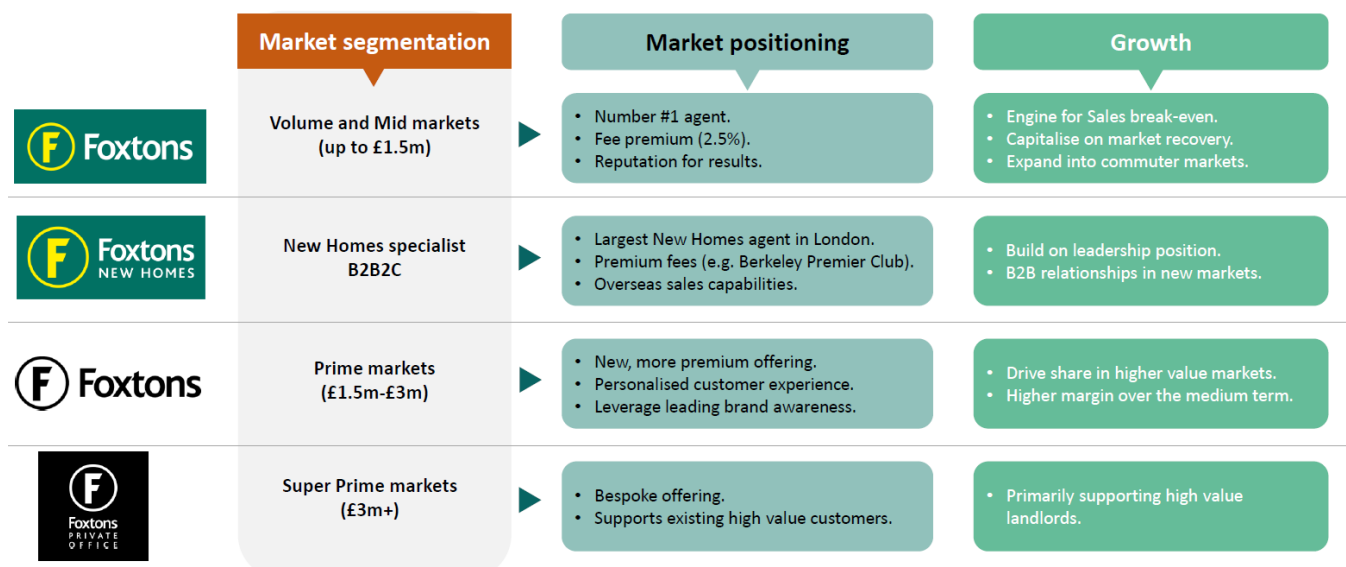 Market segmentation
Market positioning
Growth
F Foxtons
Volume and Mid markets
(up to £1.5m)
• Number #1 agent.
• Fee premium (2.5%).
• Reputation for results.
• Engine for Sales break-even.
• Capitalise on market recovery.
• Expand into commuter markets.
F Foxtons
NEW HOMES
New Homes specialist
B2B2C
• Largest New Homes agent in London.
• Premium fees (e.g. Berkeley Premier Club).
• Overseas sales capabilities.
• Build on leadership position.
• B2B relationships in new markets.
F Foxtons
Prime markets
(£1.5m-£3m)
• New, more premium offering.
• Personalised customer experience.
• Leverage leading brand awareness.
• Drive share in higher value markets.
• Higher margin over the medium term.
F
Foxtons
PRIVATE
OFFICE
Super Prime markets
(£3m+)
• Bespoke offering.
• Supports existing high value customers.
• Primarily supporting high value
landlords.